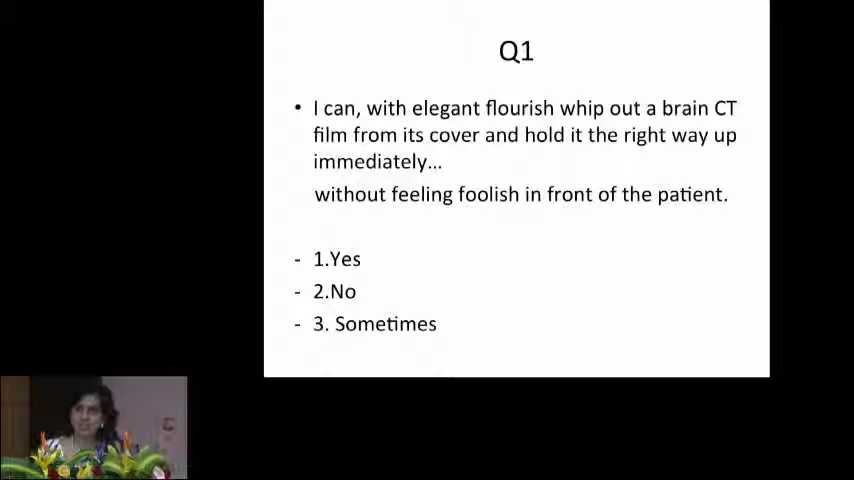 Q1
• I can, with elegant flourish whip out a brain CT
film from its cover and hold it the right way up
immediately…
without feeling foolish in front of the patient.
- 1.Yes
- 2.No
- 3. Sometimes